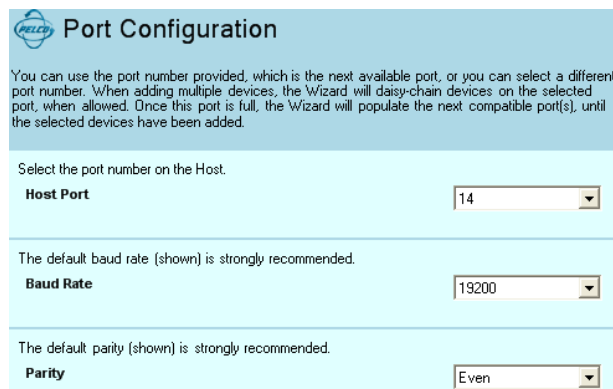 PELCO
Port Configuration
You can use the port number provided, which is the next available port, or you can select a different
port number. When adding multiple devices, the Wizard will daisy-chain devices on the selected
port, when allowed. Once this port is full, the Wizard will populate the next compatible port(s), until
the selected devices have been added.
Select the port number on the Host.
Host Port
14
The default baud rate (shown) is strongly recommended.
Baud Rate
19200
The default parity (shown) is strongly recommended.
Parity
Even